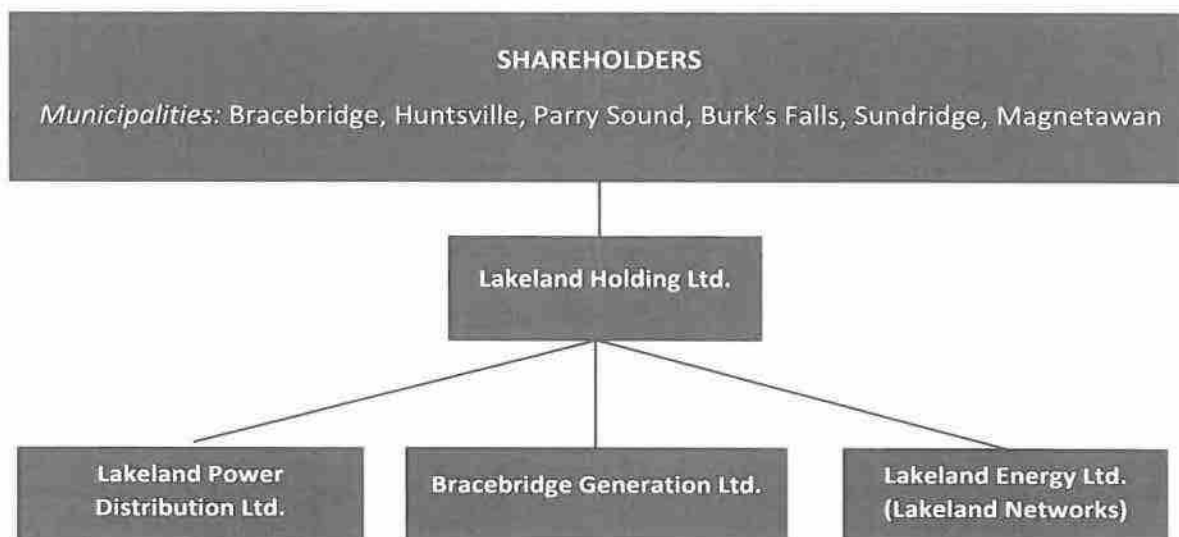 SHAREHOLDERS
Municipalities: Bracebridge, Huntsville, Parry Sound, Burk's Falls, Sundridge, Magnetawan
Lakeland Holding Ltd.
Lakeland Power
Distribution Ltd.
Bracebridge Generation Ltd.
Lakeland Energy Ltd.
(Lakeland Networks)